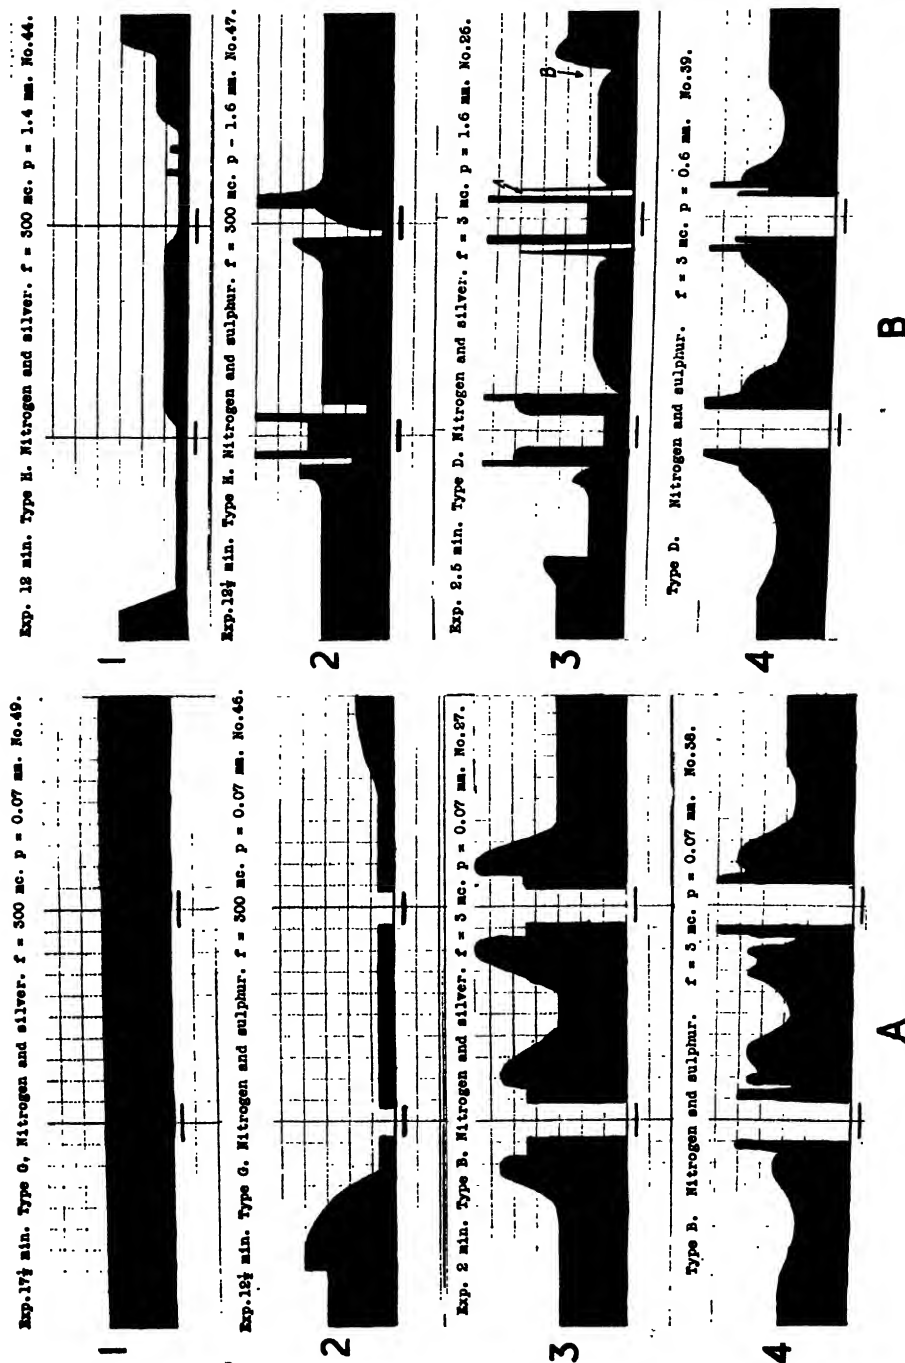 Exp.17½ min. Type G, Nitrogen and silver. f = 300 mc. p = 0.07 mm. No.49.
1
Exp.12½ min. Type G. Nitrogen and sulphur. f = 300 mc. p = 0.07 mm. No.46.
2
Exp. 2 min. Type B. Nitrogen and silver. f = 3 mc. p = 0.07 mm. No.27.
3
Type B. Nitrogen and sulphur. f = 3 mc. p = 0.07 mm. No.38.
4
A
Exp. 12 min. Type H. Nitrogen and silver. f = 300 mc. p = 1.4 mm. No.44.
1
Exp.12½ min. Type H. Nitrogen and sulphur. f = 300 mc. p - 1.6 mm. No.47.
2
Exp. 2.5 min. Type D. Nitrogen and silver. f = 3 mc. p = 1.6 mm. No.26.
A
B
3
Type D. Nitrogen and sulphur. f = 3 mc. p = 0.6 mm. No.39.
4
B